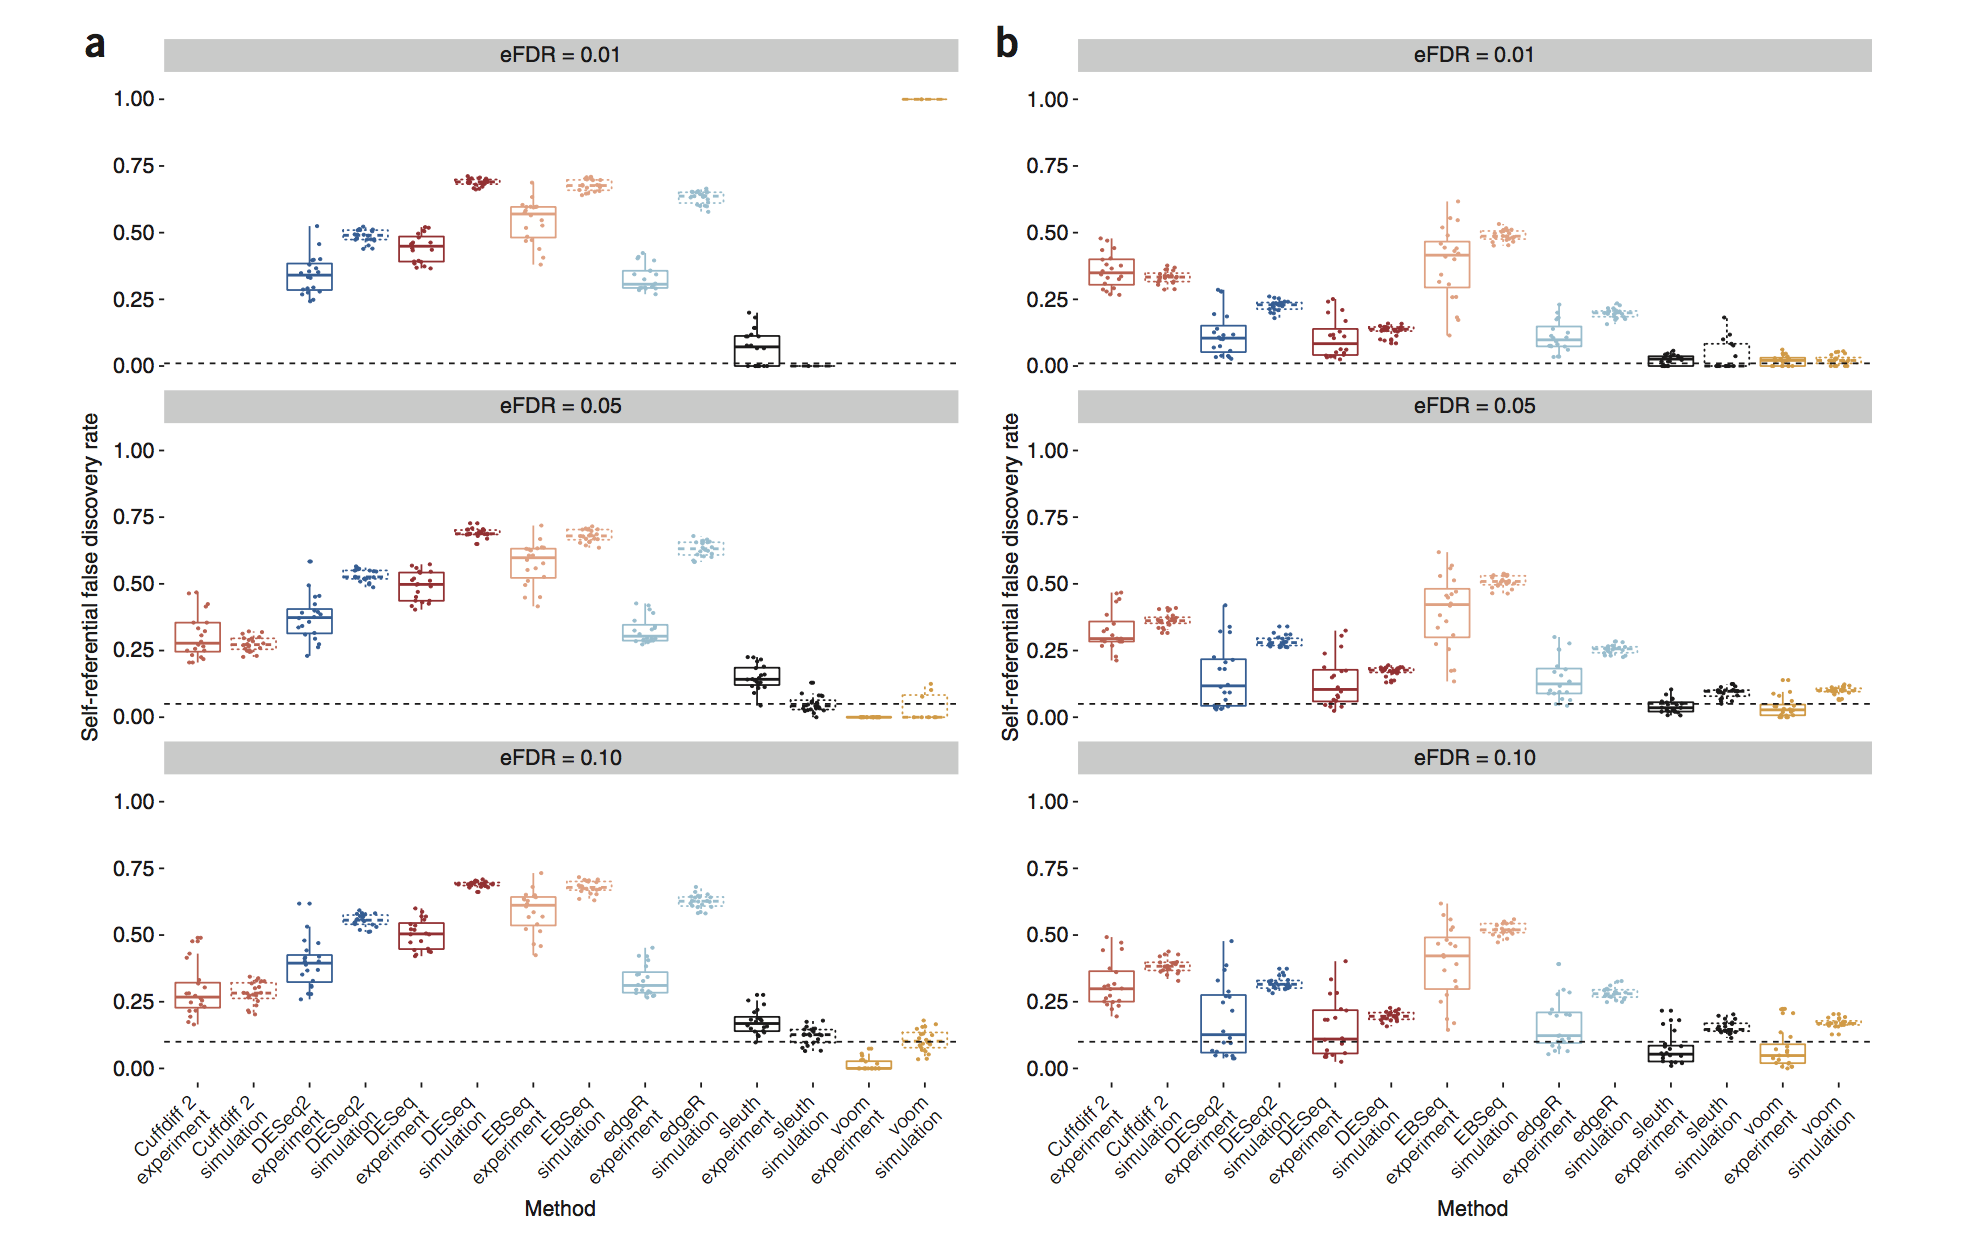 a
eFDR = 0.01
1.00
0.75
0.50
0.25
0.00
eFDR = 0.05
1.00
0.75
0.50
0.25
0.00
eFDR = 0.10
1.00
0.75
0.50
0.25
0.00
Self-referential false discovery rate
Cuffdiff 2
experiment
Cuffdiff 2
simulation
DESeq2
experiment
DESeq2
simulation
DESeq
experiment
DESeq
simulation
EBSeq
experiment
EBSeq
simulation
edgeR
experiment
edgeR
simulation
sleuth
experiment
sleuth
simulation
voom
experiment
voom
simulation
Method
b
eFDR = 0.01
1.00
0.75
0.50
0.25
0.00
eFDR = 0.05
1.00
0.75
0.50
0.25
0.00
eFDR = 0.10
1.00
0.75
0.50
0.25
0.00
Self-referential false discovery rate
Cuffdiff 2
experiment
Cuffdiff 2
simulation
DESeq2
experiment
DESeq2
simulation
DESeq
experiment
DESeq
simulation
EBSeq
experiment
EBSeq
simulation
edgeR
experiment
edgeR
simulation
sleuth
experiment
sleuth
simulation
voom
experiment
voom
simulation
Method